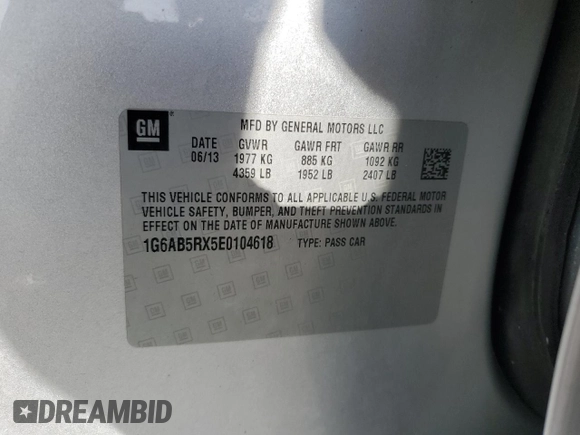 GM
MFD BY GENERAL MOTORS LLC
DATE GVWR GAWR FRT GAWR RR
06/13 1977 KG 885 KG 1092 KG
4359 LB 1952 LB 2407 LB
THIS VEHICLE CONFORMS TO ALL APPLICABLE U.S. FEDERAL MOTOR
VEHICLE SAFETY, BUMPER, AND THEFT PREVENTION STANDARDS IN
EFFECT ON THE DATE OF MANUFACTURE SHOWN ABOVE.
1G6AB5RX5E0104618 TYPE: PASS CAR
DREAMBID